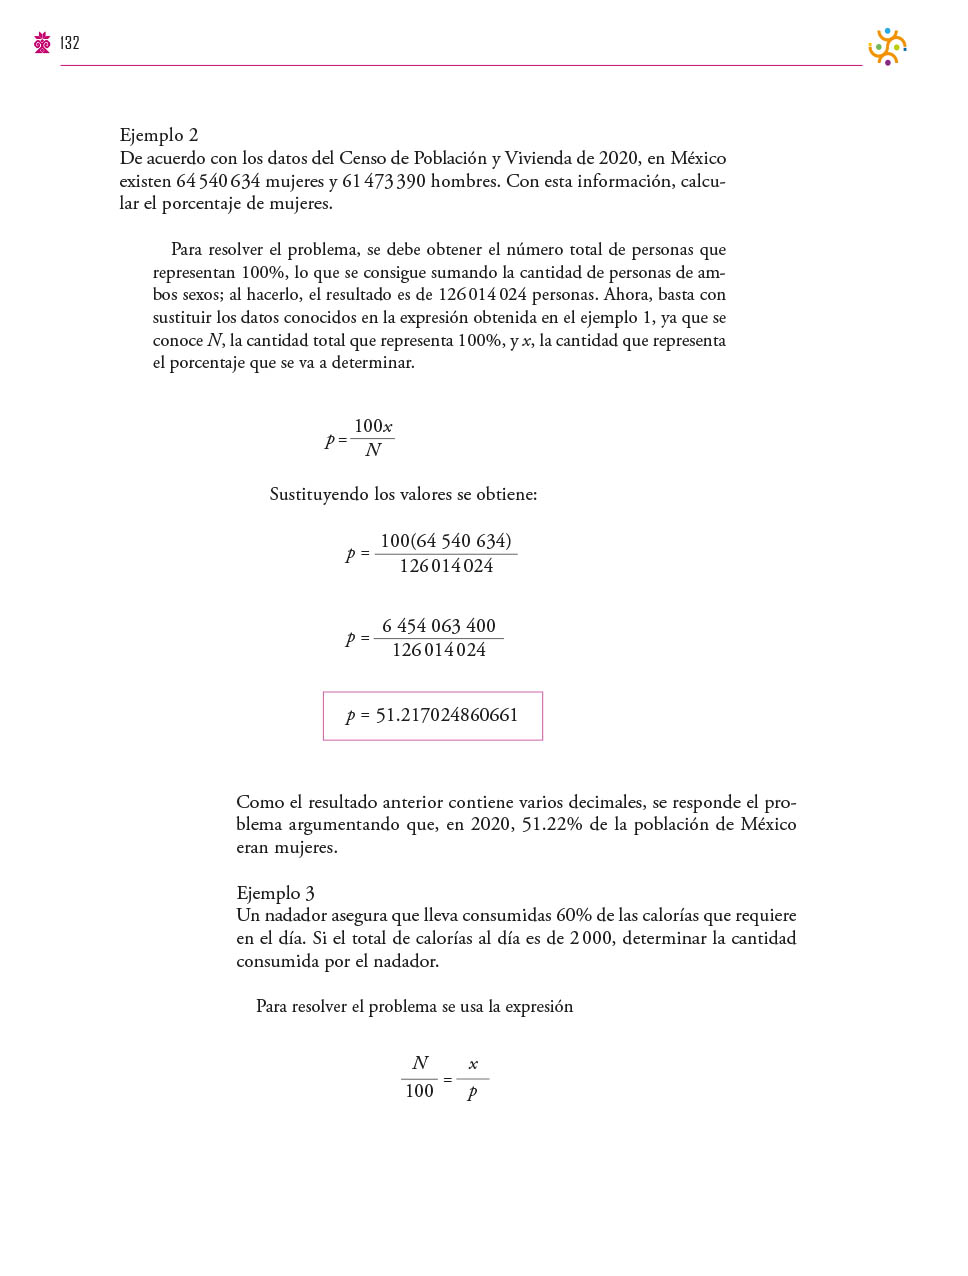 132
Ejemplo 2
De acuerdo con los datos del Censo de Población y Vivienda de 2020, en México
existen 64 540 634 mujeres y 61 473 390 hombres. Con esta información, calcu-
lar el porcentaje de mujeres.
Para resolver el problema, se debe obtener el número total de personas que
representan 100%, lo que se consigue sumando la cantidad de personas de am-
bos sexos; al hacerlo, el resultado es de 126 014 024 personas. Ahora, basta con
sustituir los datos conocidos en la expresión obtenida en el ejemplo 1, ya que se
conoce N, la cantidad total que representa 100%, y x, la cantidad que representa
el porcentaje que se va a determinar.
100x
p =
N
Sustituyendo los valores se obtiene:
100(64 540 634)
p =
126 014 024
6 454 063 400
p =
126 014 024
p = 51.217024860661
Como el resultado anterior contiene varios decimales, se responde el pro-
blema argumentando que, en 2020, 51.22% de la población de México
eran mujeres.
Ejemplo 3
Un nadador asegura que lleva consumidas 60% de las calorías que requiere
en el día. Si el total de calorías al día es de 2 000, determinar la cantidad
consumida por el nadador.
Para resolver el problema se usa la expresión
N x
=
100 p